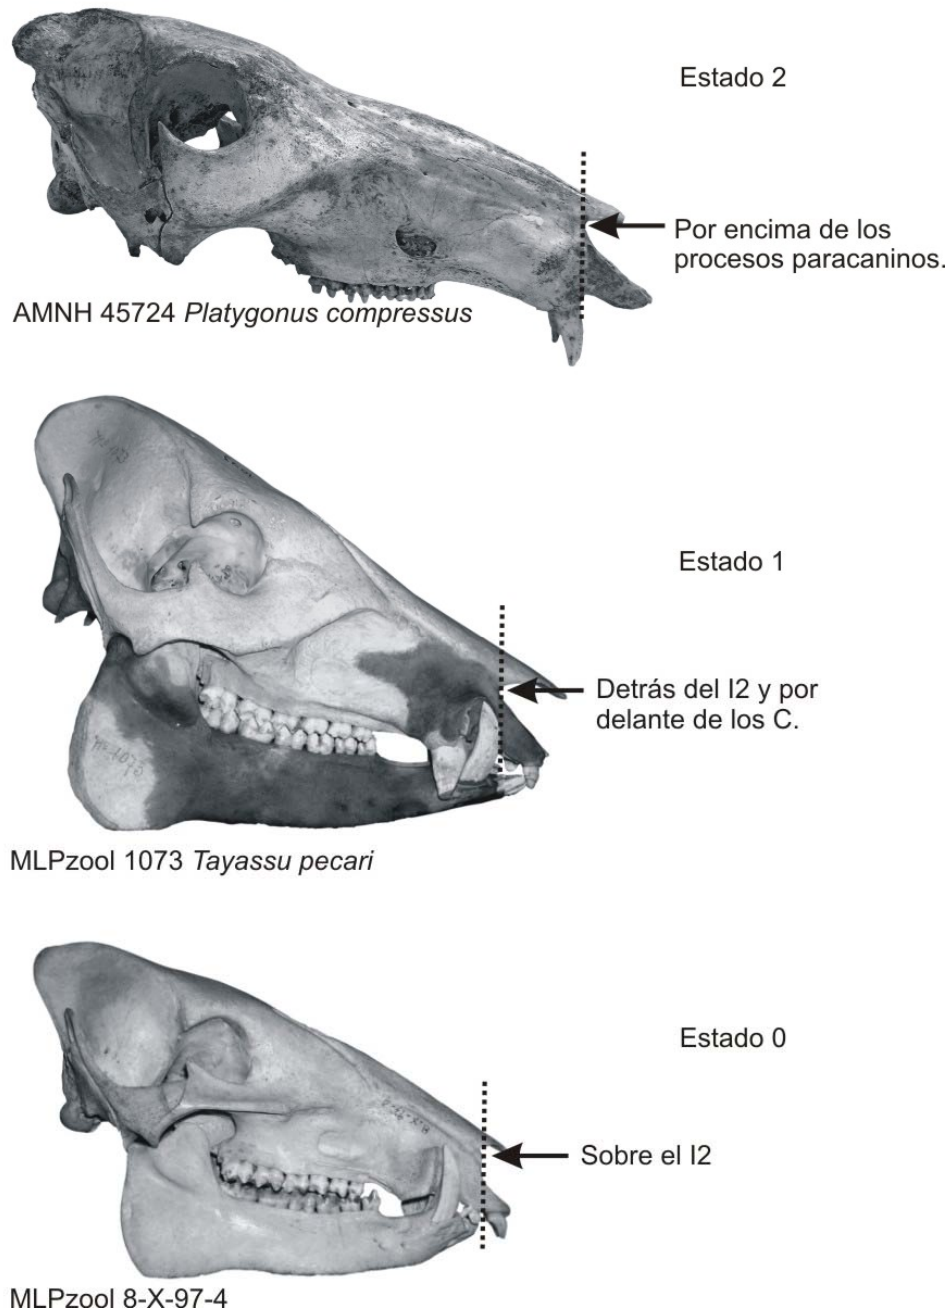 Estado 2
Por encima de los
procesos paracaninos.
AMNH 45724 Platygonus compressus
Estado 1
Detrás del I2 y por
delante de los C.
MLPzool 1073 Tayassu pecari
Estado 0
Sobre el I2
MLPzool 8-X-97-4